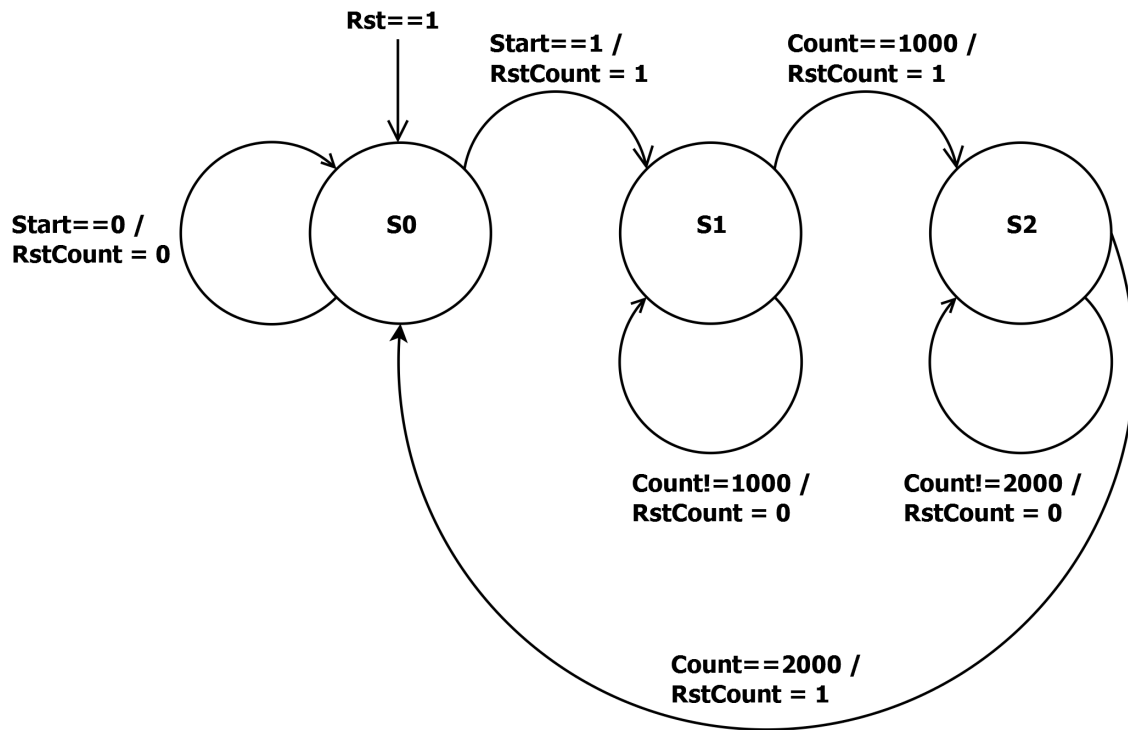 Rst==1
Start==1 /
RstCount = 1
Count==1000 /
RstCount = 1
Start==0 /
RstCount = 0
S0
S1
S2
Count!=1000 /
RstCount = 0
Count!=2000 /
RstCount = 0
Count==2000 /
RstCount = 1